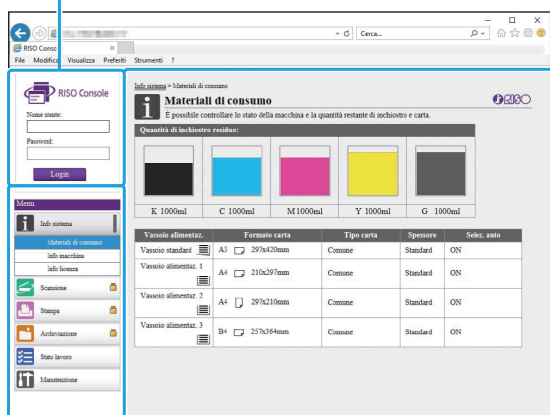 Cerca...
RISO Conso
File Modifica Visualizza Preferiti Strumenti ?
RISO Console
Nome utente:
Password:
Login
Menu
Info sistema
Materiali di consumo
Info macchina
Info licenza
Scansione
Stampa
Archiviazione
Stato lavoro
Manutenzione
Info sistema > Materiali di consumo
Materiali di consumo
RISO
È possibile controllare lo stato della macchina e la quantità restante di inchiostro e carta.
Quantità di inchiostro residuo:
K 1000ml C 1000ml M1000ml Y 1000ml G 1000ml
Vassoio alimentaz. Formato carta Tipo carta Spessore Selez. auto
Vassoio standard A3 297x420mm Comune Standard ON
Vassoio alimentaz. 1 A4 210x297mm Comune Standard ON
Vassoio alimentaz. 2 A4 297x210mm Comune Standard ON
Vassoio alimentaz. 3 B4 257x364mm Comune Standard ON